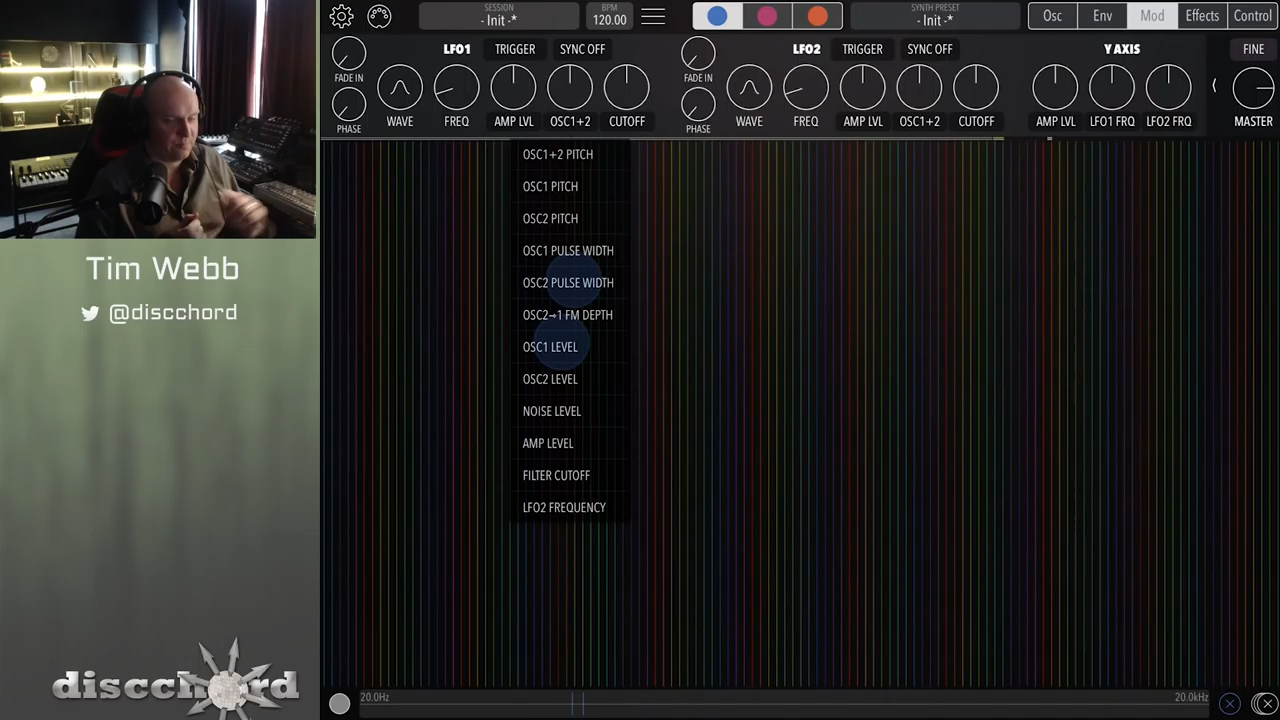 SESSION
- Init -*
BPM
120.00
SYNTH PRESET
- Init -*
Osc
Env
Mod
Effects
Control
FADE IN
PHASE
LFO1
TRIGGER
SYNC OFF
WAVE
FREQ
AMP LVL
OSC1+2
CUTOFF
FADE IN
PHASE
LFO2
TRIGGER
SYNC OFF
WAVE
FREQ
AMP LVL
OSC1+2
CUTOFF
Y AXIS
AMP LVL
LFO1 FRQ
LFO2 FRQ
FINE
MASTER
OSC1+2 PITCH
OSC1 PITCH
OSC2 PITCH
OSC1 PULSE WIDTH
OSC2 PULSE WIDTH
OSC2→1 FM DEPTH
OSC1 LEVEL
OSC2 LEVEL
NOISE LEVEL
AMP LEVEL
FILTER CUTOFF
LFO2 FREQUENCY
Tim Webb
@discchord
discchord
20.0Hz
20.0kHz